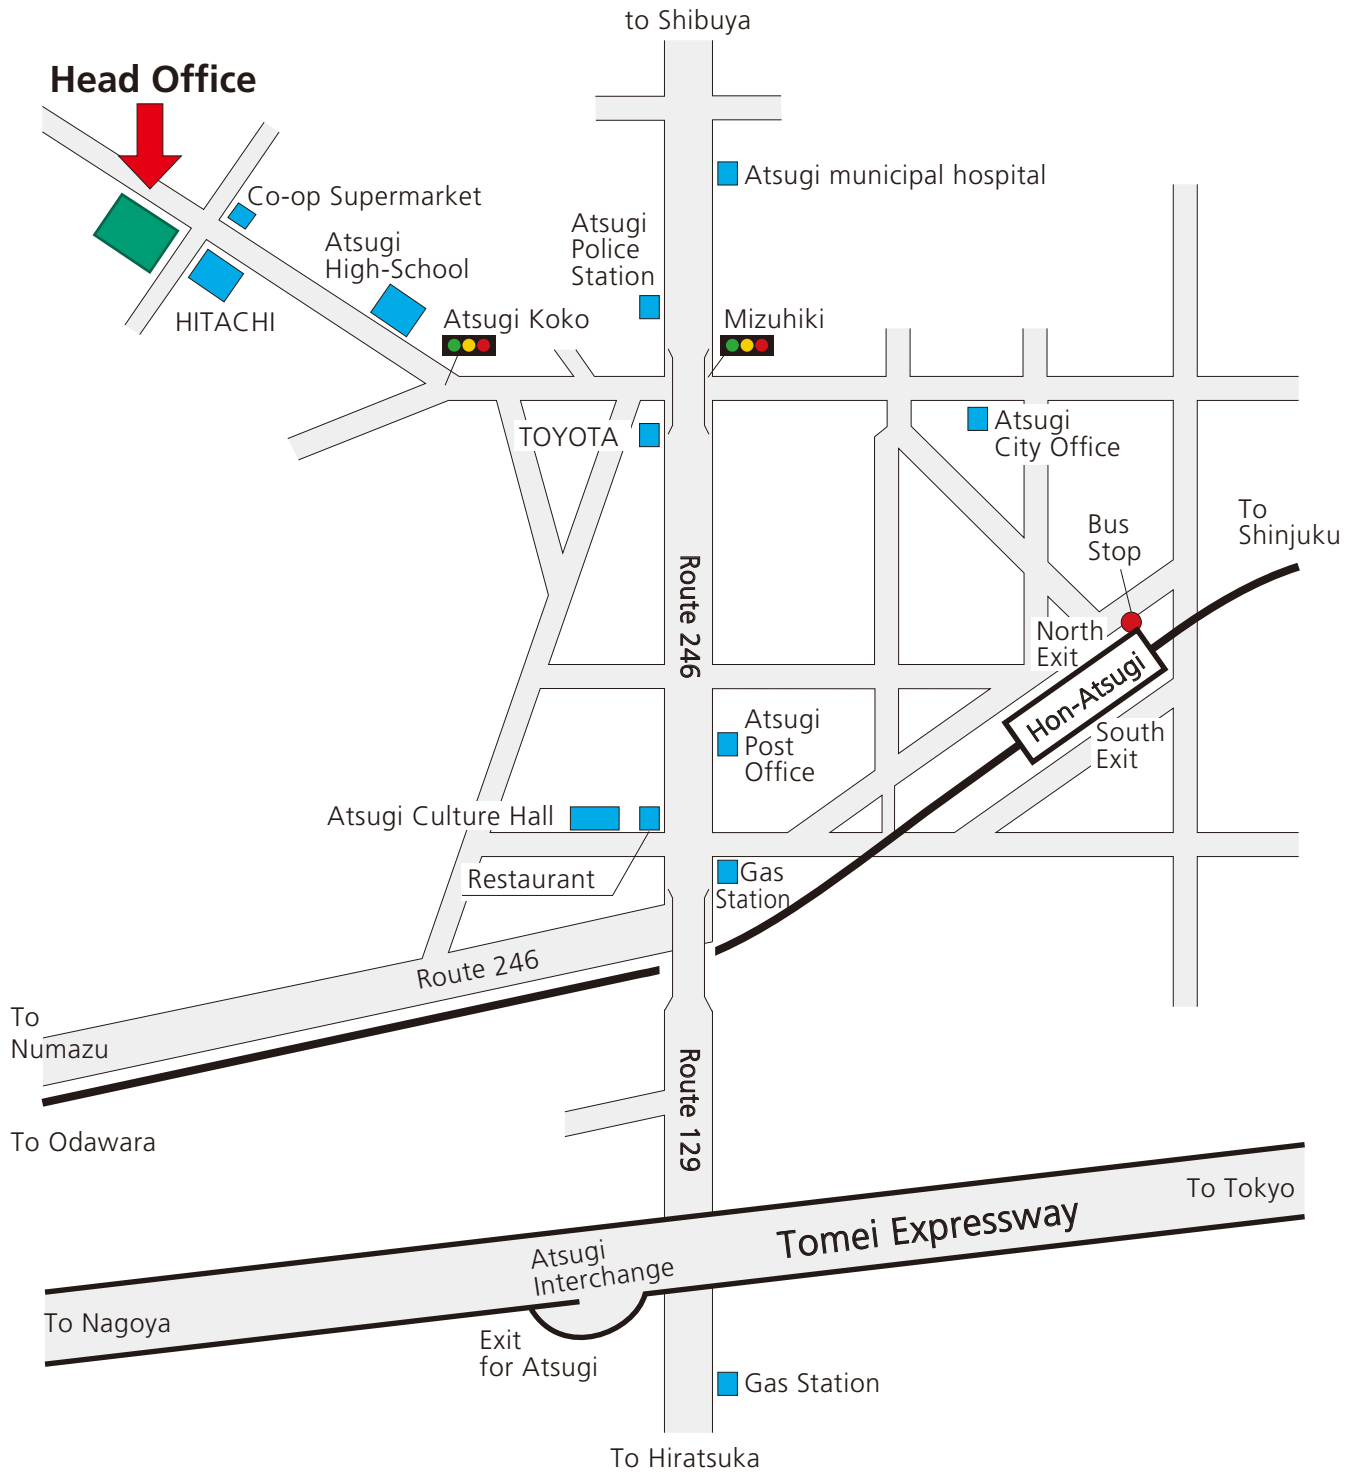 to Shibuya
Head Office
Atsugi municipal hospital
Co-op Supermarket
Atsugi
Police
Station
Atsugi
High-School
HITACHI
Atsugi Koko
Mizuhiki
TOYOTA
Atsugi
City Office
To
Shinjuku
Bus
Stop
Route 246
North
Exit
Hon-Atsugi
South
Exit
Atsugi
Post
Office
Atsugi Culture Hall
Restaurant
Gas
Station
Route 246
To
Numazu
To Odawara
Route 129
To Tokyo
Tomei Expressway
Atsugi
Interchange
To Nagoya
Exit
for Atsugi
Gas Station
To Hiratsuka